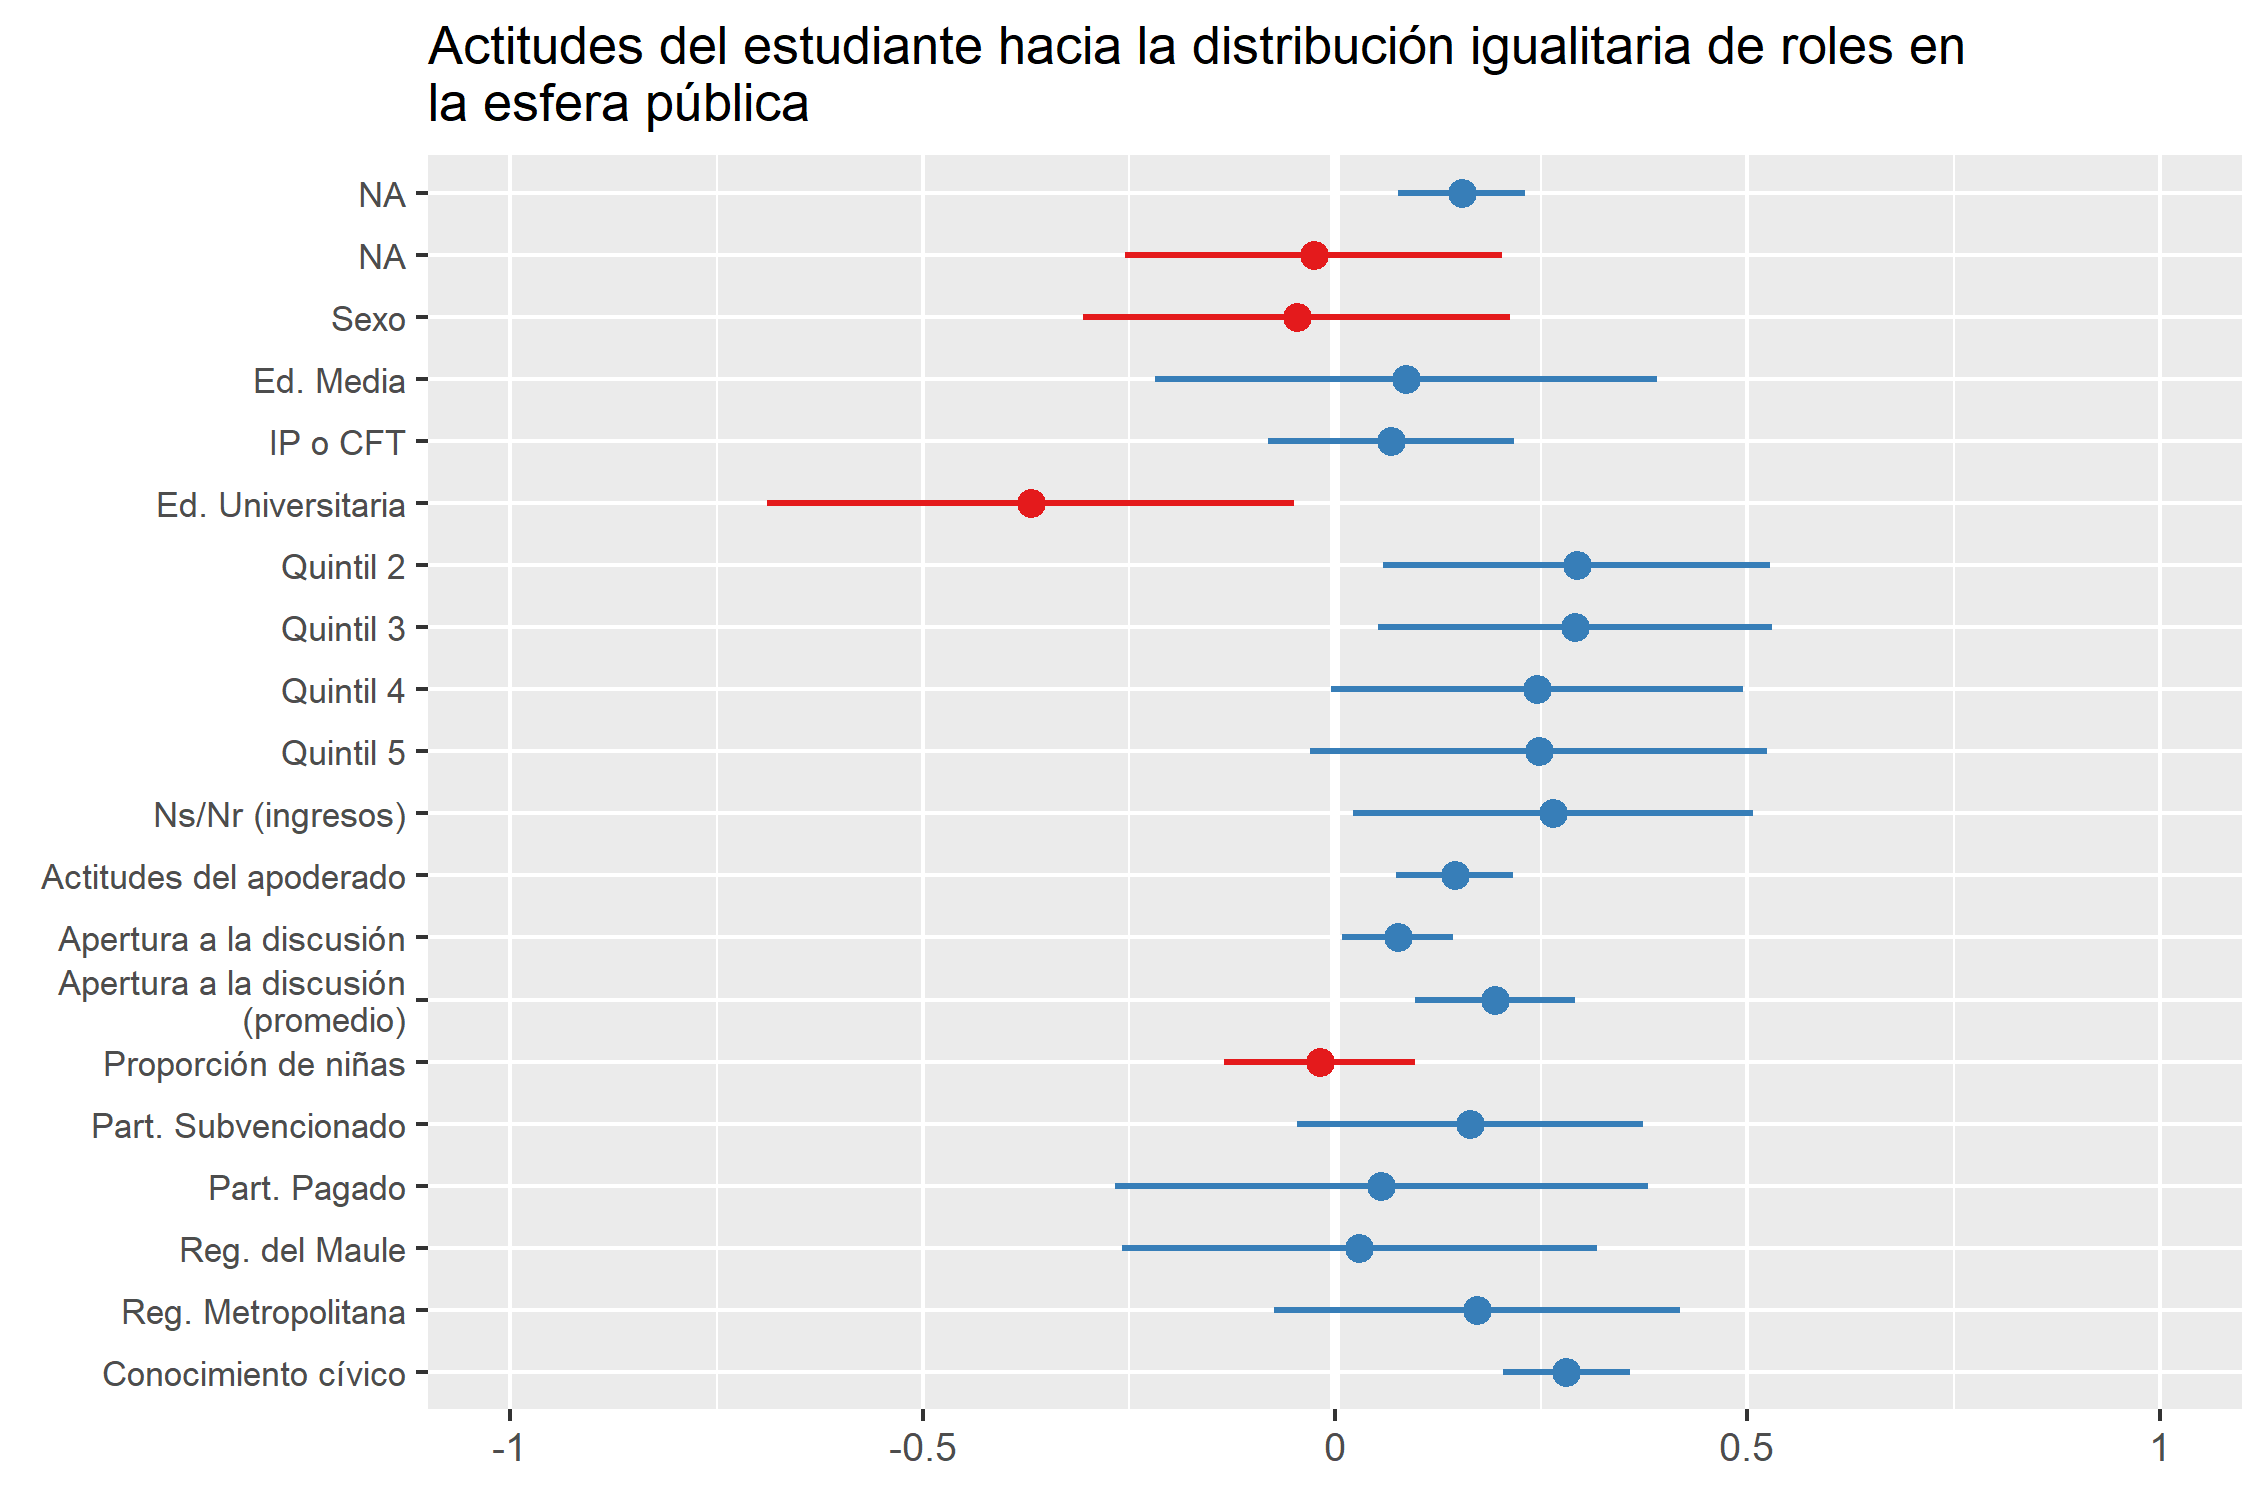 Actitudes del estudiante hacia la distribución igualitaria de roles en
la esfera pública
NA
NA
Sexo
Ed. Media
IP o CFT
Ed. Universitaria
Quintil 2
Quintil 3
Quintil 4
Quintil 5
Ns/Nr (ingresos)
Actitudes del apoderado
Apertura a la discusión
Apertura a la discusión
(promedio)
Proporción de niñas
Part. Subvencionado
Part. Pagado
Reg. del Maule
Reg. Metropolitana
Conocimiento cívico
-1
-0.5
0
0.5
1